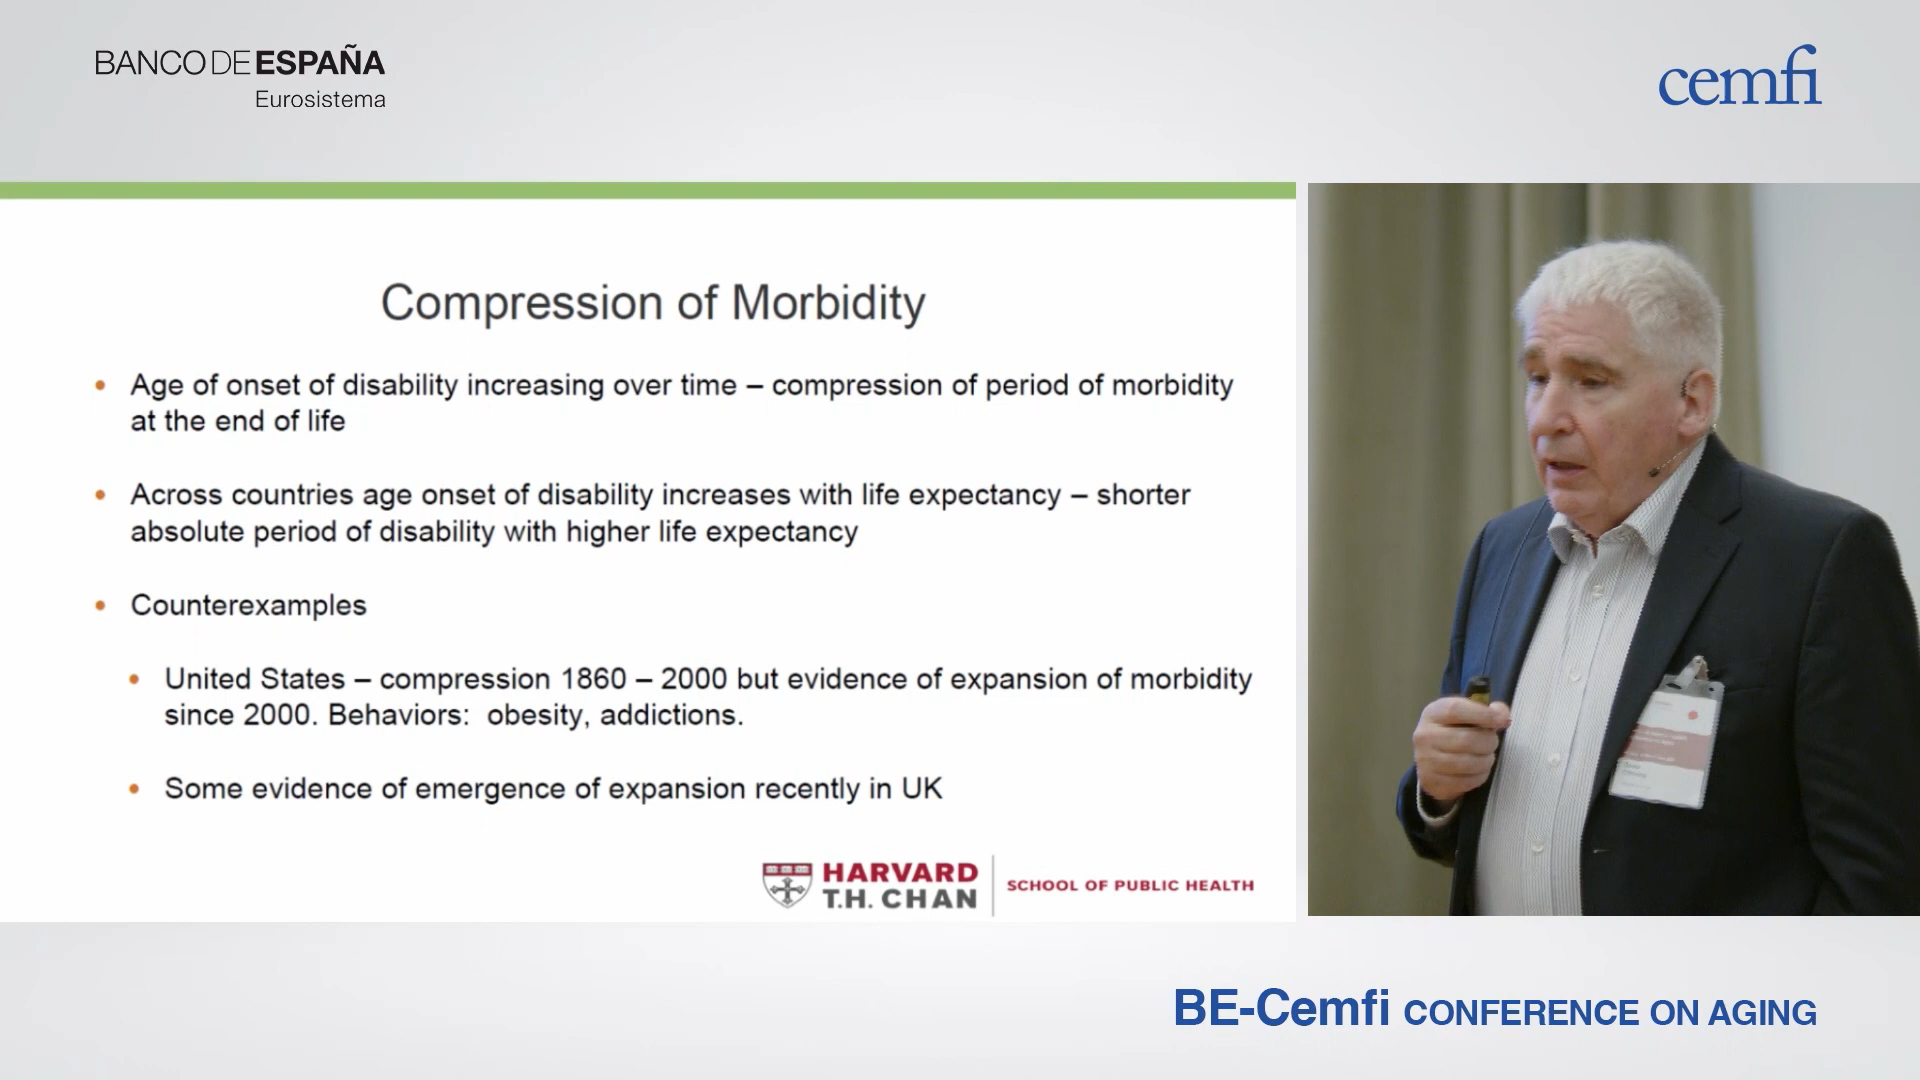 BANCO DE ESPAÑA
Eurosistema
cemfi
Compression of Morbidity
• Age of onset of disability increasing over time – compression of period of morbidity
at the end of life
• Across countries age onset of disability increases with life expectancy – shorter
absolute period of disability with higher life expectancy
• Counterexamples
• United States – compression 1860 – 2000 but evidence of expansion of morbidity
since 2000. Behaviors: obesity, addictions.
• Some evidence of emergence of expansion recently in UK
HARVARD
T.H. CHAN
SCHOOL OF PUBLIC HEALTH
BE-Cemfi CONFERENCE ON AGING